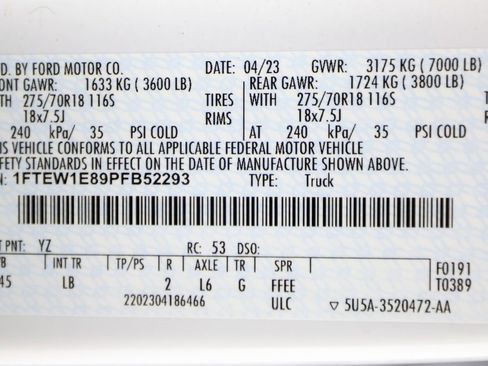 D. BY FORD MOTOR CO. DATE: 04/23 GVWR: 3175 KG ( 7000 LB)
ONT GAWR: 1633 KG ( 3600 LB) REAR GAWR: 1724 KG ( 3800 LB)
TH 275/70R18 116S TIRES WITH 275/70R18 116S
18x7.5J RIMS 18x7.5J
240 kPa/ 35 PSI COLD AT 240 kPa/ 35 PSI COLD
IS VEHICLE CONFORMS TO ALL APPLICABLE FEDERAL MOTOR VEHICLE
FETY STANDARDS IN EFFECT ON THE DATE OF MANUFACTURE SHOWN ABOVE.
N: 1FTEW1E89PFB52293 TYPE: Truck
T PNT: YZ RC: 53 DSO:
B INT TR TP/PS R AXLE TR SPR F0191
45 LB 2 L6 G FFEE T0389
2202304186466 ULC ▽ 5U5A-3520472-AA